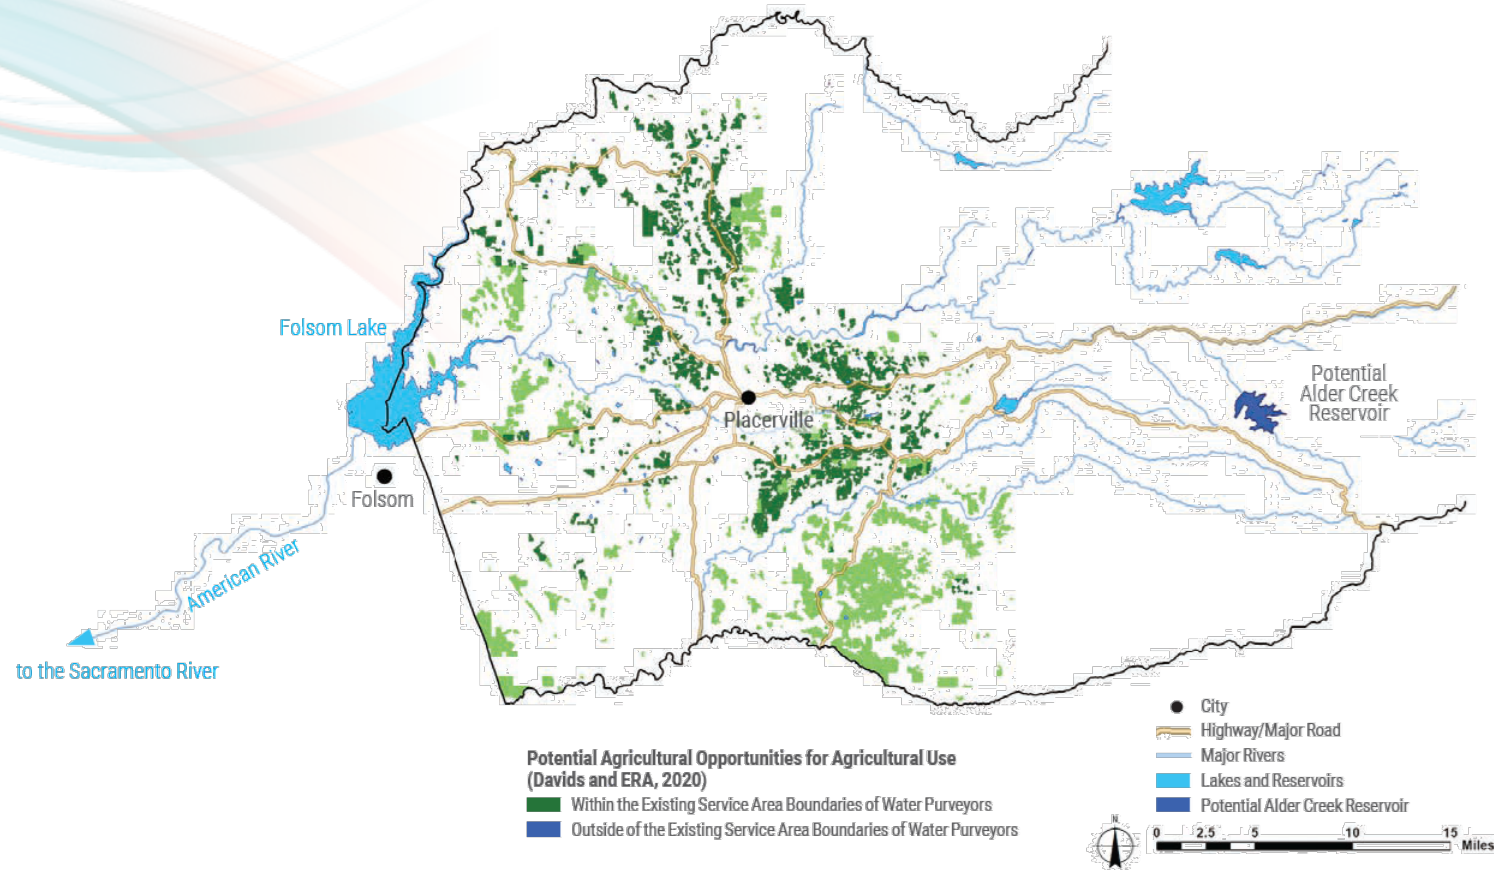 Folsom Lake
Placerville
Folsom
American River
to the Sacramento River
Potential
Alder Creek
Reservoir
Potential Agricultural Opportunities for Agricultural Use
(Davids and ERA, 2020)
Within the Existing Service Area Boundaries of Water Purveyors
Outside of the Existing Service Area Boundaries of Water Purveyors
City
Highway/Major Road
Major Rivers
Lakes and Reservoirs
Potential Alder Creek Reservoir
N
0 2.5 5 10 15
Miles